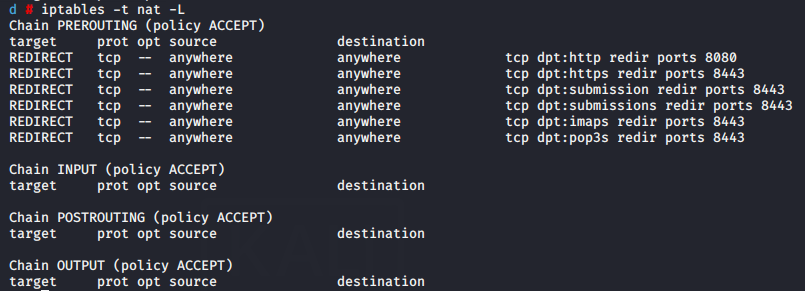 d # iptables -t nat -L
Chain PREROUTING (policy ACCEPT)
target     prot opt source               destination
REDIRECT   tcp  --  anywhere             anywhere             tcp dpt:http redir ports 8080
REDIRECT   tcp  --  anywhere             anywhere             tcp dpt:https redir ports 8443
REDIRECT   tcp  --  anywhere             anywhere             tcp dpt:submission redir ports 8443
REDIRECT   tcp  --  anywhere             anywhere             tcp dpt:submissions redir ports 8443
REDIRECT   tcp  --  anywhere             anywhere             tcp dpt:imaps redir ports 8443
REDIRECT   tcp  --  anywhere             anywhere             tcp dpt:pop3s redir ports 8443
Chain INPUT (policy ACCEPT)
target     prot opt source               destination
Chain POSTROUTING (policy ACCEPT)
target     prot opt source               destination
Chain OUTPUT (policy ACCEPT)
target     prot opt source               destination